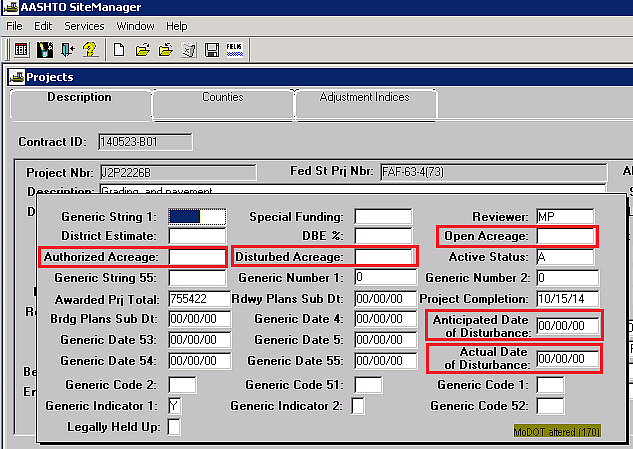 AASHTO SiteManager
File Edit Services Window Help
FELIS
Projects
Description Counties Adjustment Indices
Contract ID: 140523-B01
Project Nbr: J2P2226B Fed St Prj Nbr: FAF-63-4(73)
Description: Grading, and pavement
Generic String 1: Special Funding: Reviewer: MP
District Estimate: DBE %: Open Acreage:
Authorized Acreage: Disturbed Acreage: Active Status: A
Generic String 55: Generic Number 1: 0 Generic Number 2: 0
Awarded Prj Total: 755422 Rdwy Plans Sub Dt: 00/00/00 Project Completion: 10/15/14
Brdg Plans Sub Dt: 00/00/00 Generic Date 4: 00/00/00 Anticipated Date
of Disturbance: 00/00/00
Generic Date 53: 00/00/00 Generic Date 5: 00/00/00
Generic Date 54: 00/00/00 Generic Date 55: 00/00/00 Actual Date
of Disturbance: 00/00/00
Generic Code 2: Generic Code 51: Generic Code 1:
Generic Indicator 1: Y Generic Indicator 2: Generic Code 52:
Legally Held Up:
MoDOT altered (170)